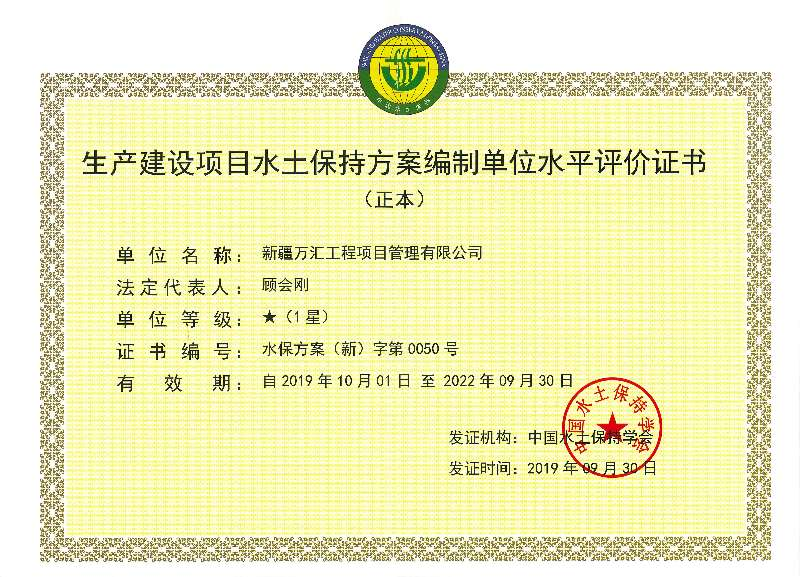 生产建设项目水土保持方案编制单位水平评价证书
（正本）
单位名称：新疆万汇工程项目管理有限公司
法定代表人：顾会刚
单位等级：★（1星）
证书编号：水保方案（新）字第0050号
有效期：自2019年10月01日 至 2022年09月30日
发证机构：中国水土保持学会
发证时间：2019年09月30日
中国水土保持学会